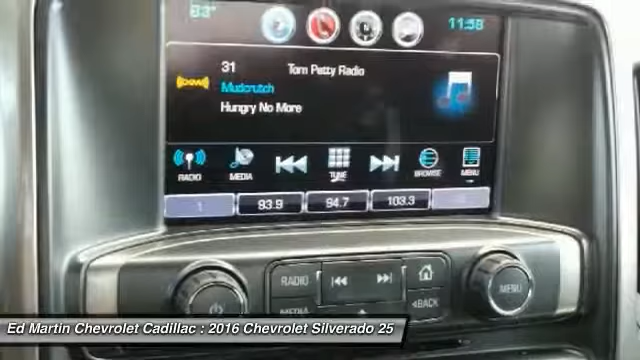 83°
11:58
31
Tom Petty Radio
Mudcrutch
Hungry No More
RADIO MEDIA TUNE BROWSE MENU
1 93.9 94.7 103.3
RADIO
MENU
MEDIA
<BACK
Ed Martin Chevrolet Cadillac : 2016 Chevrolet Silverado 25